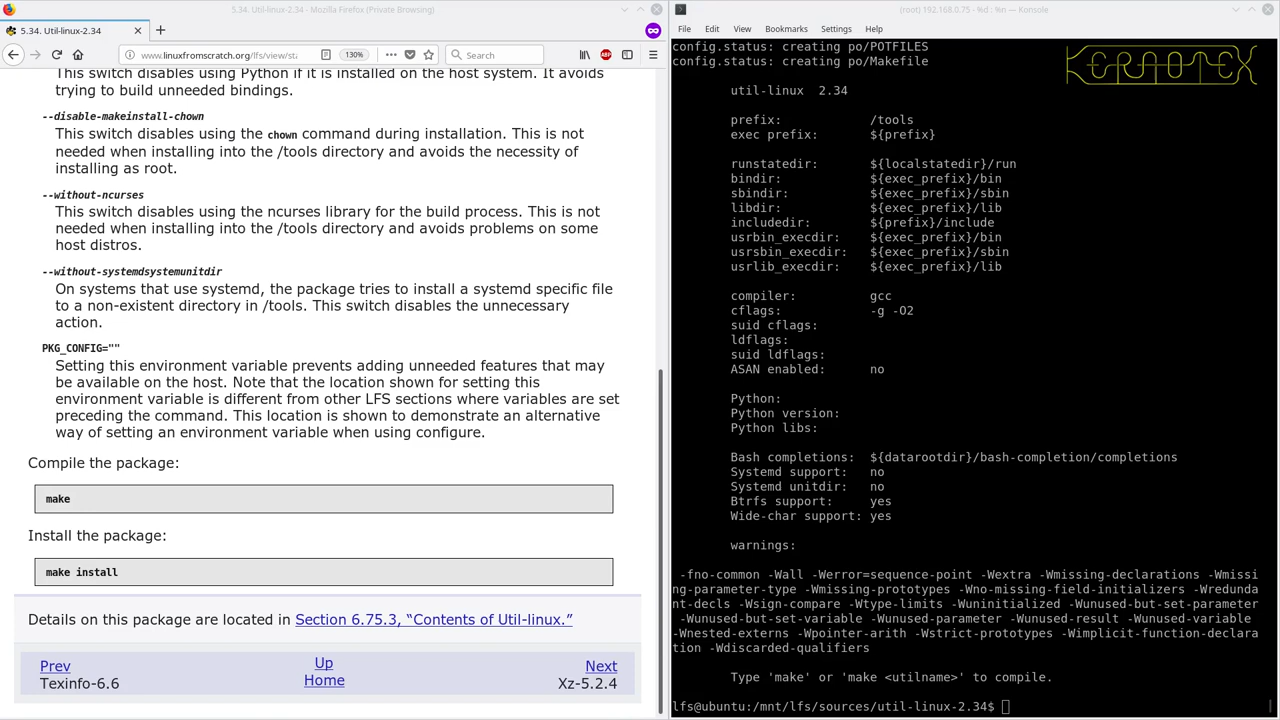 5.34. Util-linux-2.34 - Mozilla Firefox (Private Browsing)
5.34. Util-linux-2.34
www.linuxfromscratch.org/lfs/view/sta
130%
Search
ABP
This switch disables using Python if it is installed on the host system. It avoids
trying to build unneeded bindings.
--disable-makeinstall-chown
This switch disables using the chown command during installation. This is not
needed when installing into the /tools directory and avoids the necessity of
installing as root.
--without-ncurses
This switch disables using the ncurses library for the build process. This is not
needed when installing into the /tools directory and avoids problems on some
host distros.
--without-systemdsystemunitdir
On systems that use systemd, the package tries to install a systemd specific file
to a non-existent directory in /tools. This switch disables the unnecessary
action.
PKG_CONFIG=""
Setting this environment variable prevents adding unneeded features that may
be available on the host. Note that the location shown for setting this
environment variable is different from other LFS sections where variables are set
preceding the command. This location is shown to demonstrate an alternative
way of setting an environment variable when using configure.
Compile the package:
make
Install the package:
make install
Details on this package are located in Section 6.75.3, “Contents of Util-linux.”
Prev
Up
Next
Texinfo-6.6
Home
Xz-5.2.4
(root) 192.168.0.75 - %d : %n — Konsole
File Edit View Bookmarks Settings Help
KERAOTEX
config.status: creating po/POTFILES
config.status: creating po/Makefile
util-linux 2.34
prefix: /tools
exec prefix: ${prefix}
runstatedir: ${localstatedir}/run
bindir: ${exec_prefix}/bin
sbindir: ${exec_prefix}/sbin
libdir: ${exec_prefix}/lib
includedir: ${prefix}/include
usrbin_execdir: ${exec_prefix}/bin
usrsbin_execdir: ${exec_prefix}/sbin
usrlib_execdir: ${exec_prefix}/lib
compiler: gcc
cflags: -g -O2
suid cflags:
ldflags:
suid ldflags:
ASAN enabled: no
Python:
Python version:
Python libs:
Bash completions: ${datarootdir}/bash-completion/completions
Systemd support: no
Systemd unitdir: no
Btrfs support: yes
Wide-char support: yes
warnings:
-fno-common -Wall -Werror=sequence-point -Wextra -Wmissing-declarations -Wmissi
ng-parameter-type -Wmissing-prototypes -Wno-missing-field-initializers -Wredunda
nt-decls -Wsign-compare -Wtype-limits -Wuninitialized -Wunused-but-set-parameter
-Wunused-but-set-variable -Wunused-parameter -Wunused-result -Wunused-variable
-Wnested-externs -Wpointer-arith -Wstrict-prototypes -Wimplicit-function-declara
tion -Wdiscarded-qualifiers
Type 'make' or 'make <utilname>' to compile.
lfs@ubuntu:/mnt/lfs/sources/util-linux-2.34$